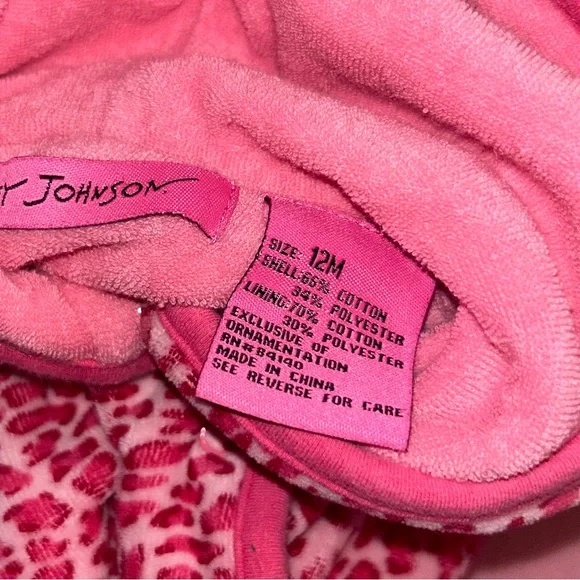 Y JOHNSON
SIZE: 12M
SHELL:66% COTTON
34% POLYESTER
LINING:70% COTTON
30% POLYESTER
EXCLUSIVE OF
ORNAMENTATION
RN#84140
MADE IN CHINA
SEE REVERSE FOR CARE